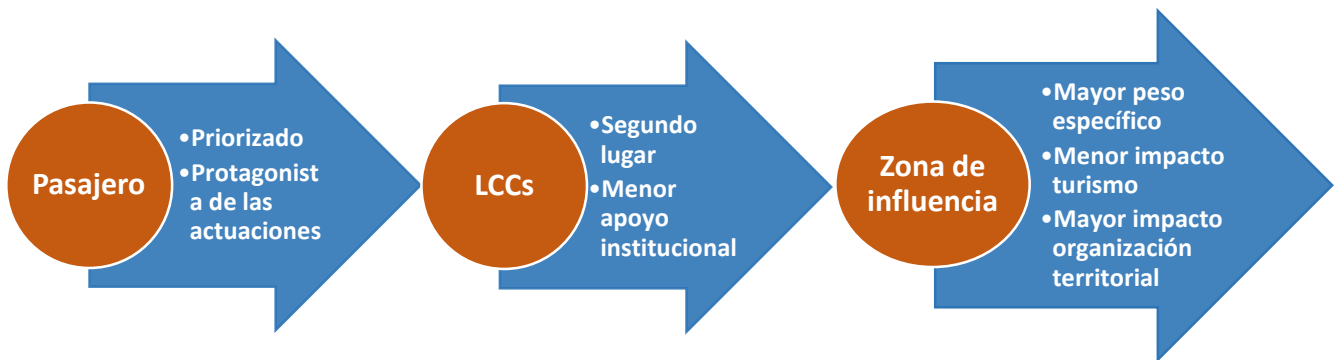 Pasajero
•Priorizado
•Protagonist
a de las
actuaciones
LCCs
•Segundo
lugar
•Menor
apoyo
institucional
Zona de
influencia
•Mayor peso
específico
•Menor impacto
turismo
•Mayor impacto
organización
territorial